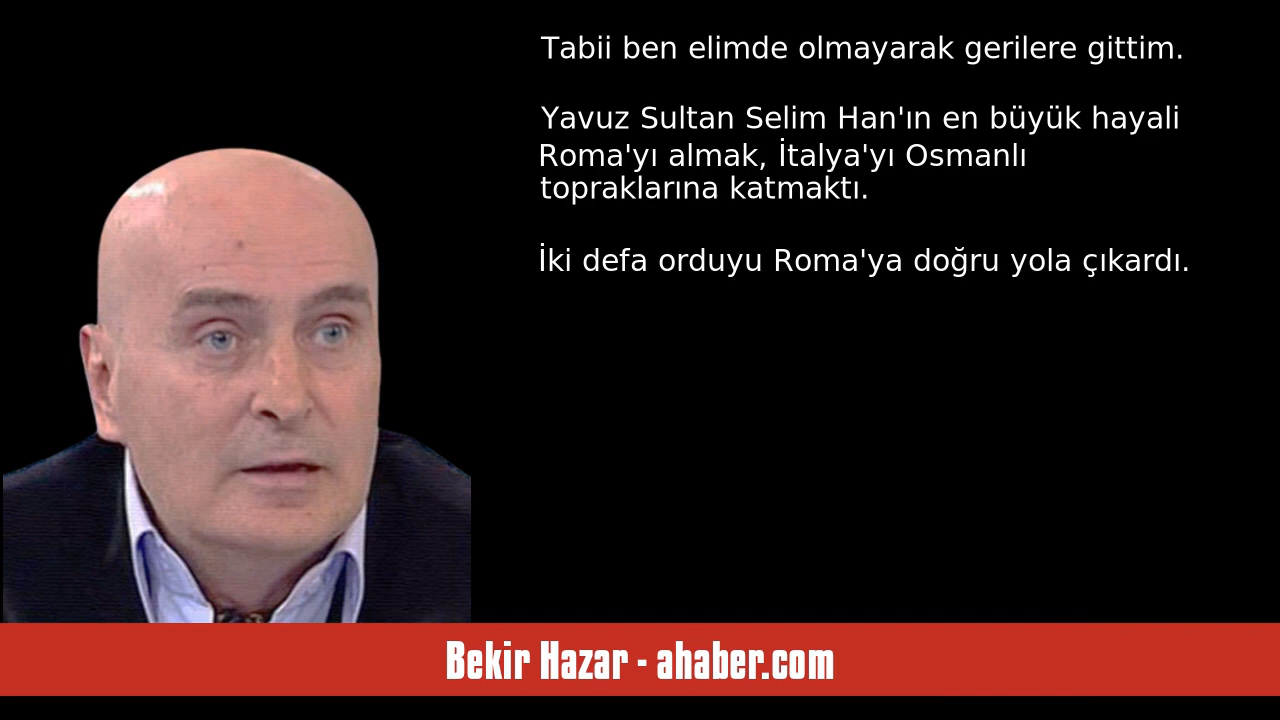 Tabii ben elimde olmayarak gerilere gittim.
Yavuz Sultan Selim Han'ın en büyük hayali
Roma'yı almak, İtalya'yı Osmanlı
topraklarına katmaktı.
İki defa orduyu Roma'ya doğru yola çıkardı.
Bekir Hazar - ahaber.com